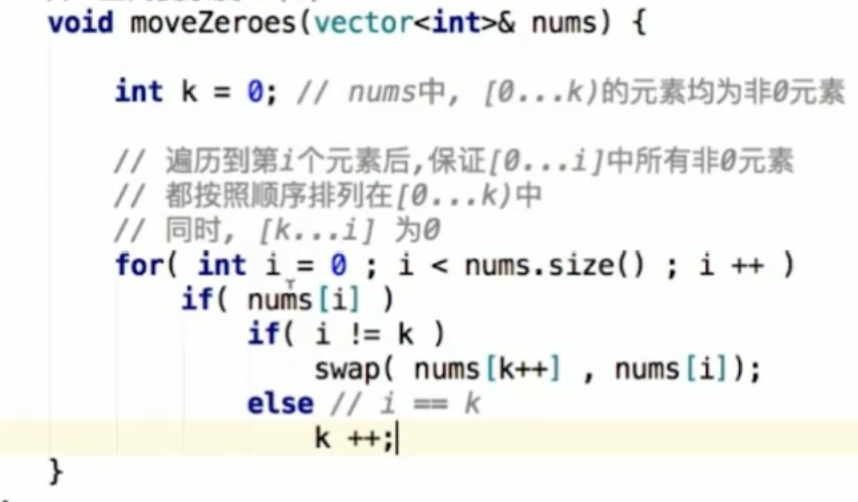 void moveZeroes(vector<int>& nums) {
int k = 0; // nums中, [0...k)的元素均为非0元素
// 遍历到第i个元素后,保证[0...i]中所有非0元素
// 都按照顺序排列在[0...k)中
// 同时, [k...i] 为0
for( int i = 0 ; i < nums.size() ; i ++ )
if( nums[i] )
if( i != k )
swap( nums[k++] , nums[i]);
else // i == k
k ++;
}